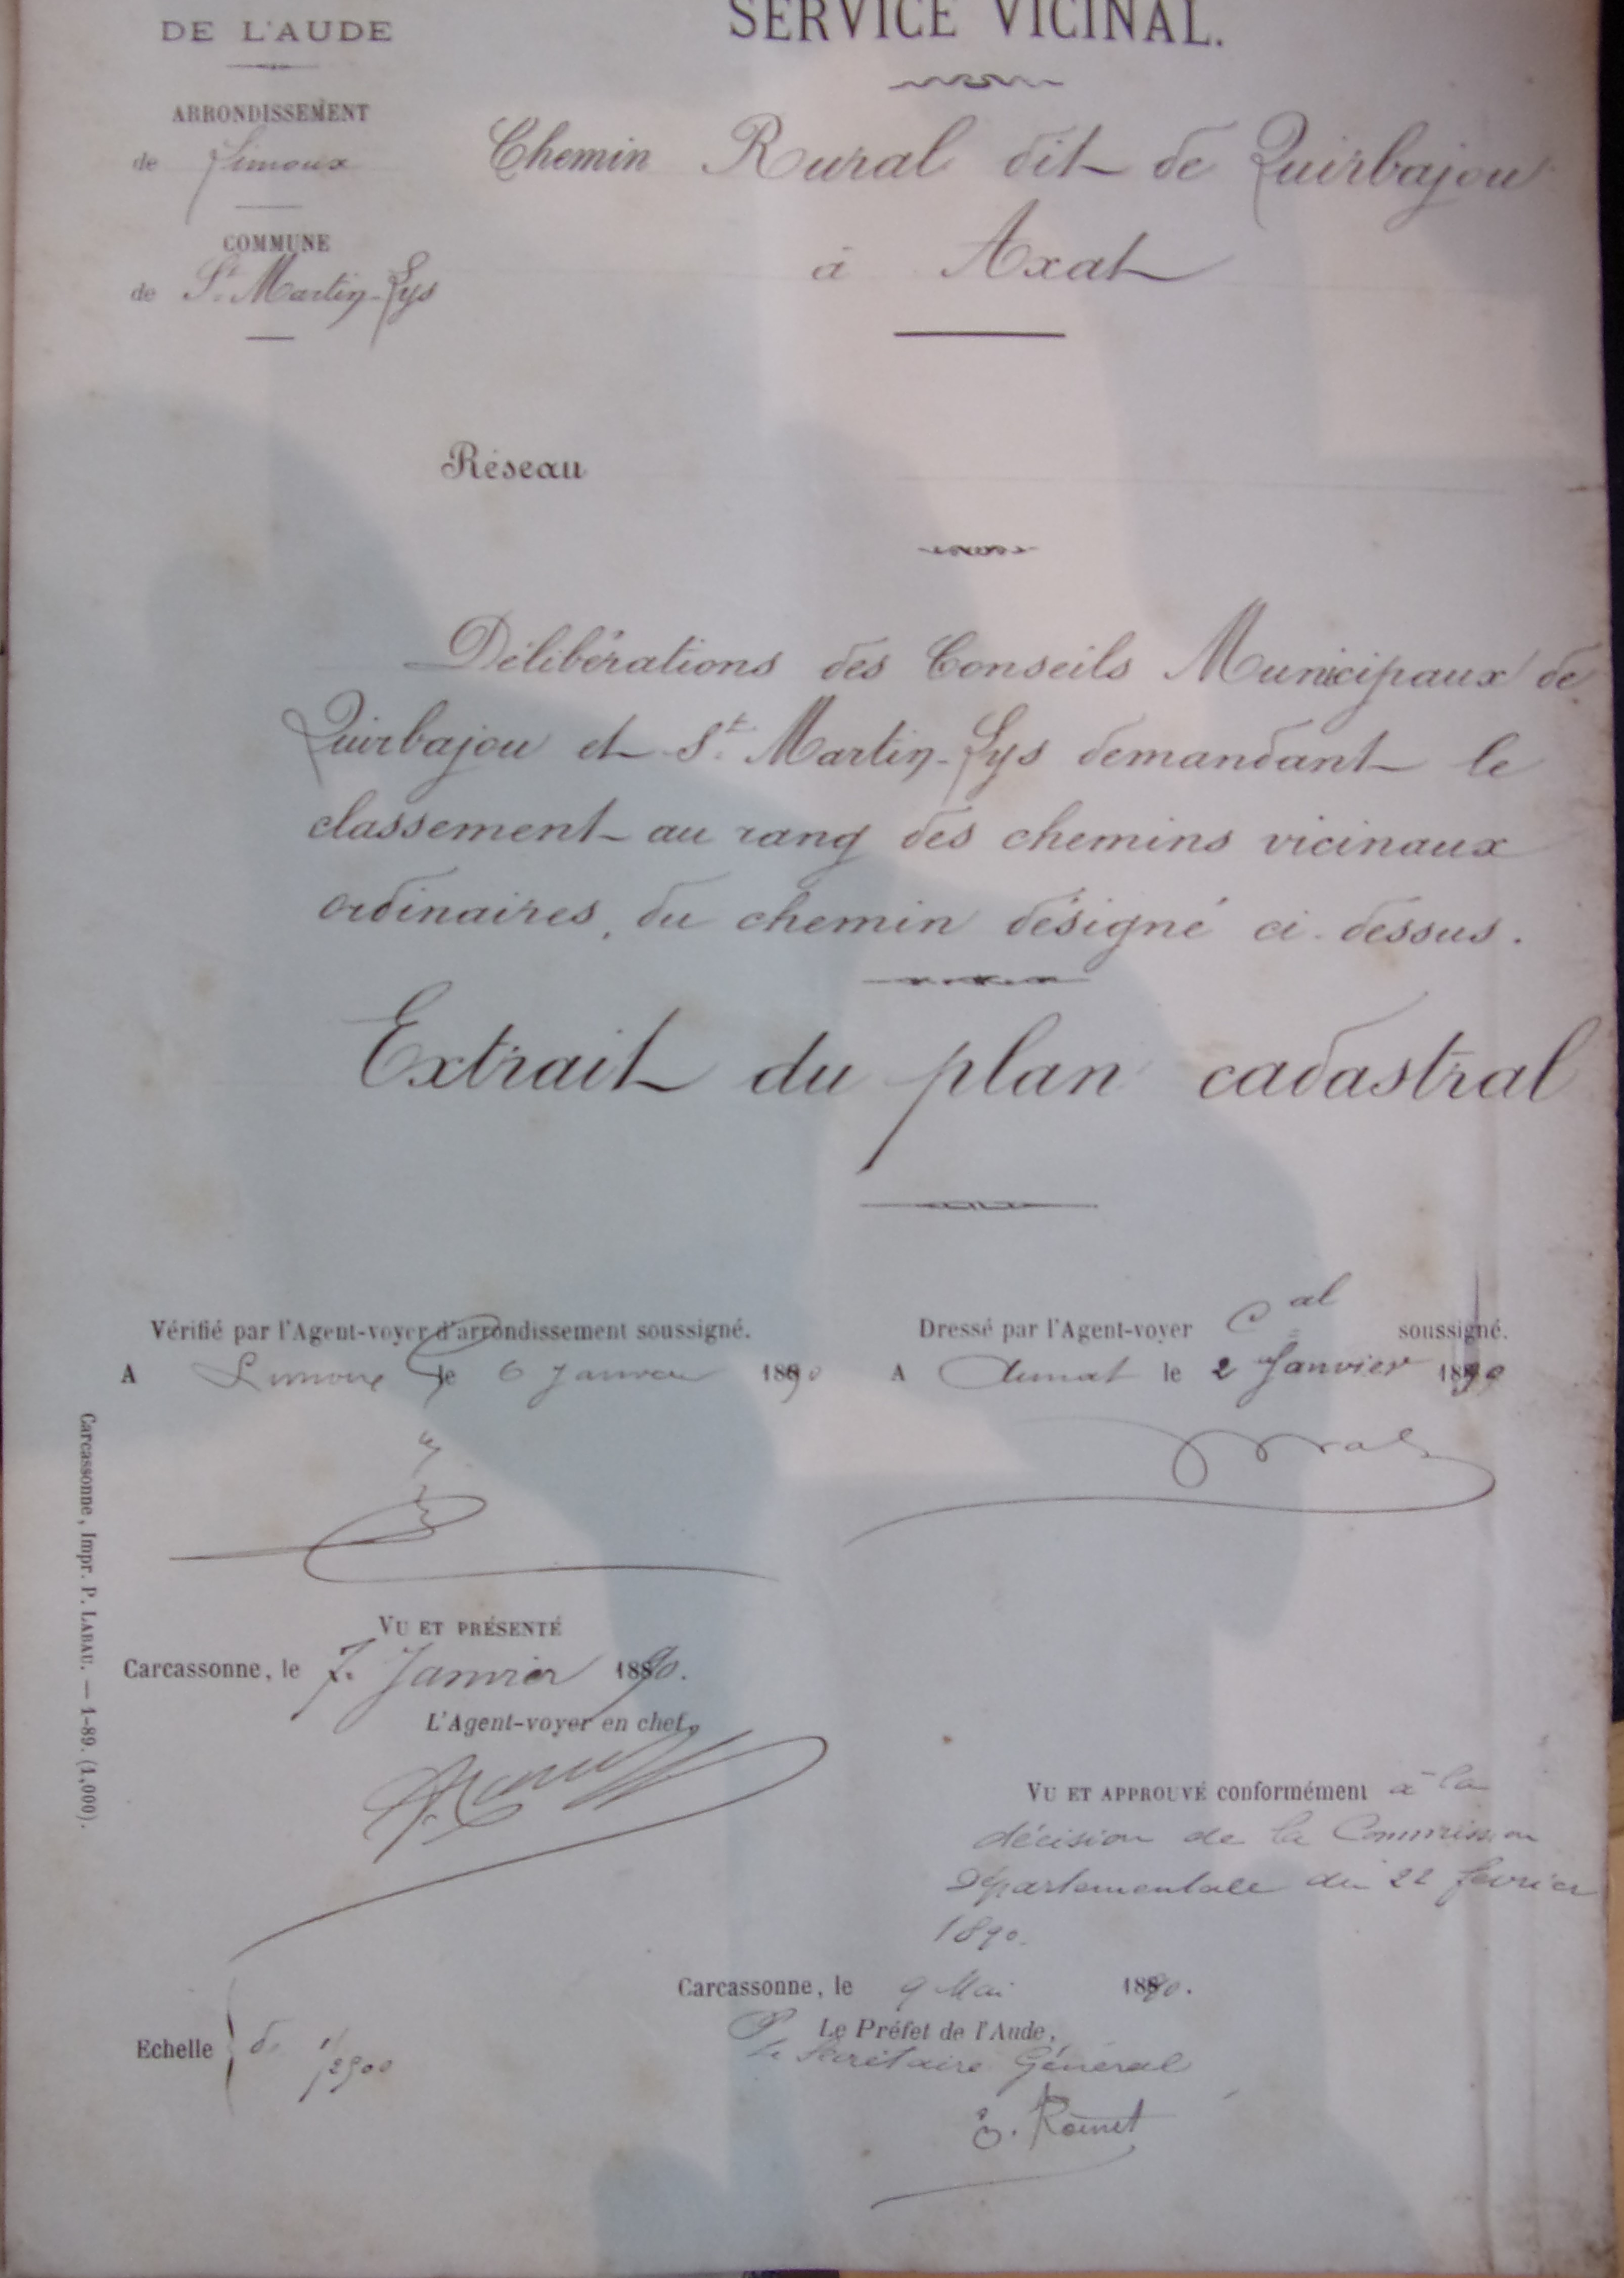 DE L'AUDE
SERVICE VICINAL.
ARRONDISSEMENT
de Limoux
COMMUNE
de St. Martin-Lys
Chemin Rural dit de Quirbajou
à Axat
Réseau
Délibérations des Conseils Municipaux de
Quirbajou et St. Martin-Lys demandant le
classement au rang des chemins vicinaux
ordinaires, du chemin désigné ci-dessus.
Extrait du plan cadastral
Vérifié par l'Agent-voyer d'arrondissement soussigné.
A Limoux le 6 Janvier 1890
Dressé par l'Agent-voyer Cal soussigné.
A le 2 Janvier 1890
VU ET PRÉSENTÉ
Carcassonne, le 7. Janvier 1890.
L'Agent-voyer en chef,
VU ET APPROUVÉ conformément à la
décision de la Commission
Départementale du 22 février
1890.
Carcassonne, le 9 Mai 1890.
Le Préfet de l'Aude,
Le Secrétaire Général
Echelle de 1/2500
Carcassonne, Impr. P. LABAU. — 1-89. (1,000).